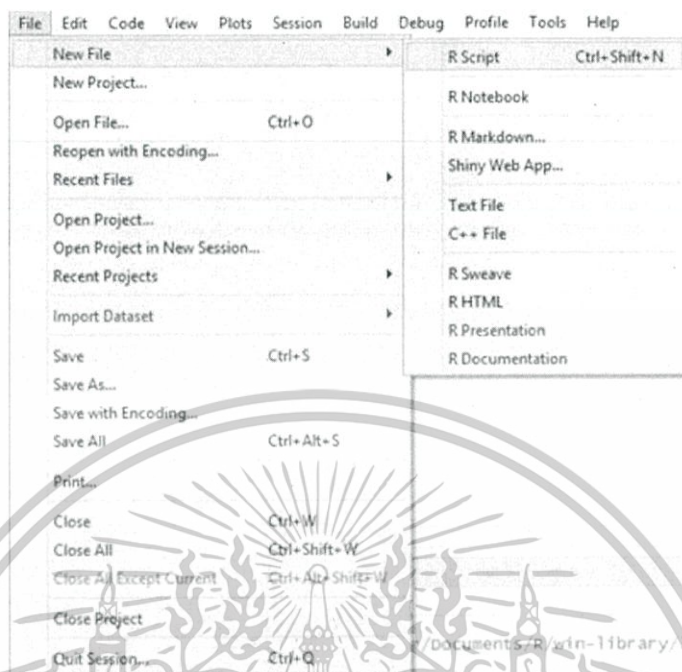 File Edit Code View Plots Session Build Debug Profile Tools Help
New File
New Project...
Open File... Ctrl+O
Reopen with Encoding...
Recent Files
Open Project...
Open Project in New Session...
Recent Projects
Import Dataset
Save Ctrl+S
Save As...
Save with Encoding...
Save All Ctrl+Alt+S
Print...
Close Ctrl+W
Close All Ctrl+Shift+W
Close All Except Current Ctrl+Alt+Shift+W
Close Project
Quit Session... Ctrl+Q
R Script Ctrl+Shift+N
R Notebook
R Markdown...
Shiny Web App...
Text File
C++ File
R Sweave
R HTML
R Presentation
R Documentation
/Documents/R/win-library/